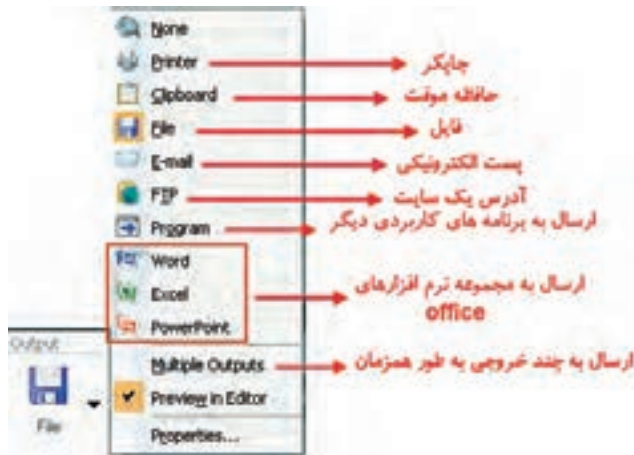 None
Printer
چاپگر
Clipboard
حافظه موقت
File
فایل
E-mail
پست الکترونیکی
FTP
آدرس یک سایت
Program
ارسال به برنامه های کاربردی دیگر
Word
Excel
PowerPoint
ارسال به مجموعه نرم افزارهای
office
Multiple Outputs
ارسال به چند خروجی به طور همزمان
Preview in Editor
Properties...
Output
File